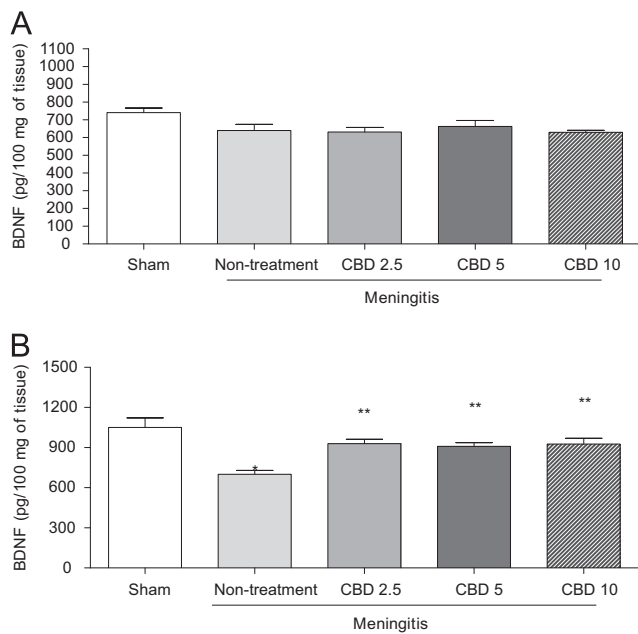 A
BDNF (pg/100 mg of tissue)
1100
1000
900
800
700
600
500
400
300
200
100
0
Sham Non-treatment CBD 2.5 CBD 5 CBD 10
Meningitis
B
BDNF (pg/100 mg of tissue)
1500
1200
900
600
300
0
*
**
**
**
Sham Non-treatment CBD 2.5 CBD 5 CBD 10
Meningitis